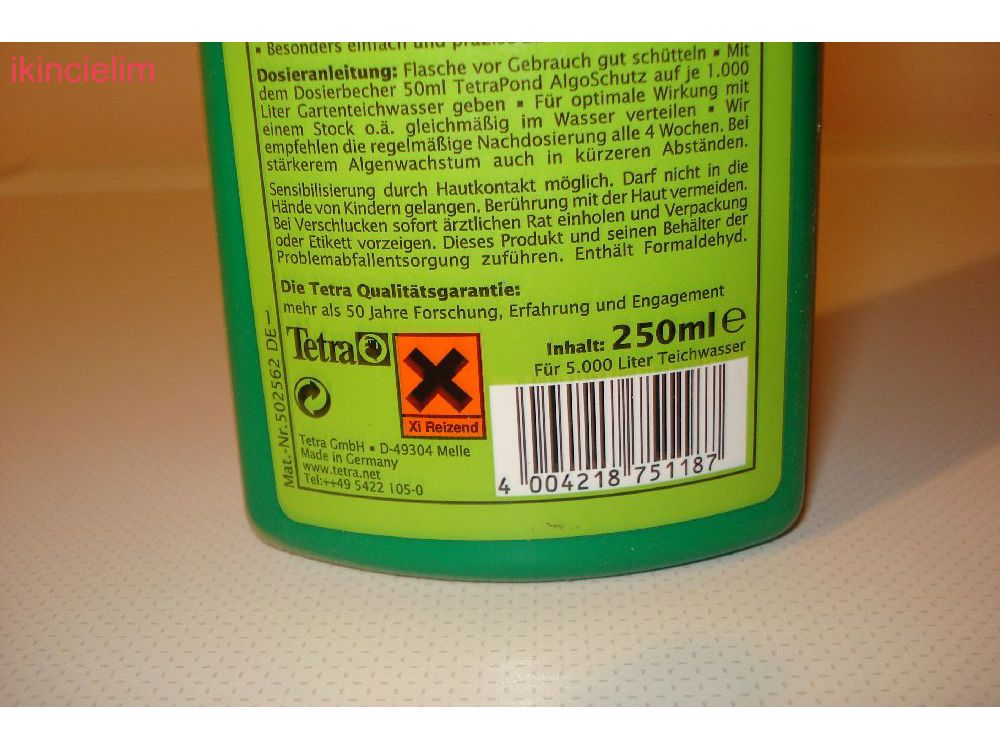 ikincielim
▪ Besonders einfach und
Dosieranleitung: Flasche vor Gebrauch gut schütteln ▪ Mit
dem Dosierbecher 50ml TetraPond AlgoSchutz auf je 1.000
Liter Gartenteichwasser geben ▪ Für optimale Wirkung mit
einem Stock o.ä. gleichmäßig im Wasser verteilen ▪ Wir
empfehlen die regelmäßige Nachdosierung alle 4 Wochen. Bei
stärkerem Algenwachstum auch in kürzeren Abständen.
Sensibilisierung durch Hautkontakt möglich. Darf nicht in die
Hände von Kindern gelangen. Berührung mit der Haut vermeiden.
Bei Verschlucken sofort ärztlichen Rat einholen und Verpackung
oder Etikett vorzeigen. Dieses Produkt und seinen Behälter der
Problemabfallentsorgung zuführen. Enthält Formaldehyd.
Die Tetra Qualitätsgarantie:
mehr als 50 Jahre Forschung, Erfahrung und Engagement
Tetra
Xi Reizend
Inhalt: 250ml e
Für 5.000 Liter Teichwasser
Tetra GmbH ▪ D-49304 Melle
Made in Germany
www.tetra.net
Tel:++49 5422 105-0
4 004218 751187
Mat.-Nr.502562 DE 1